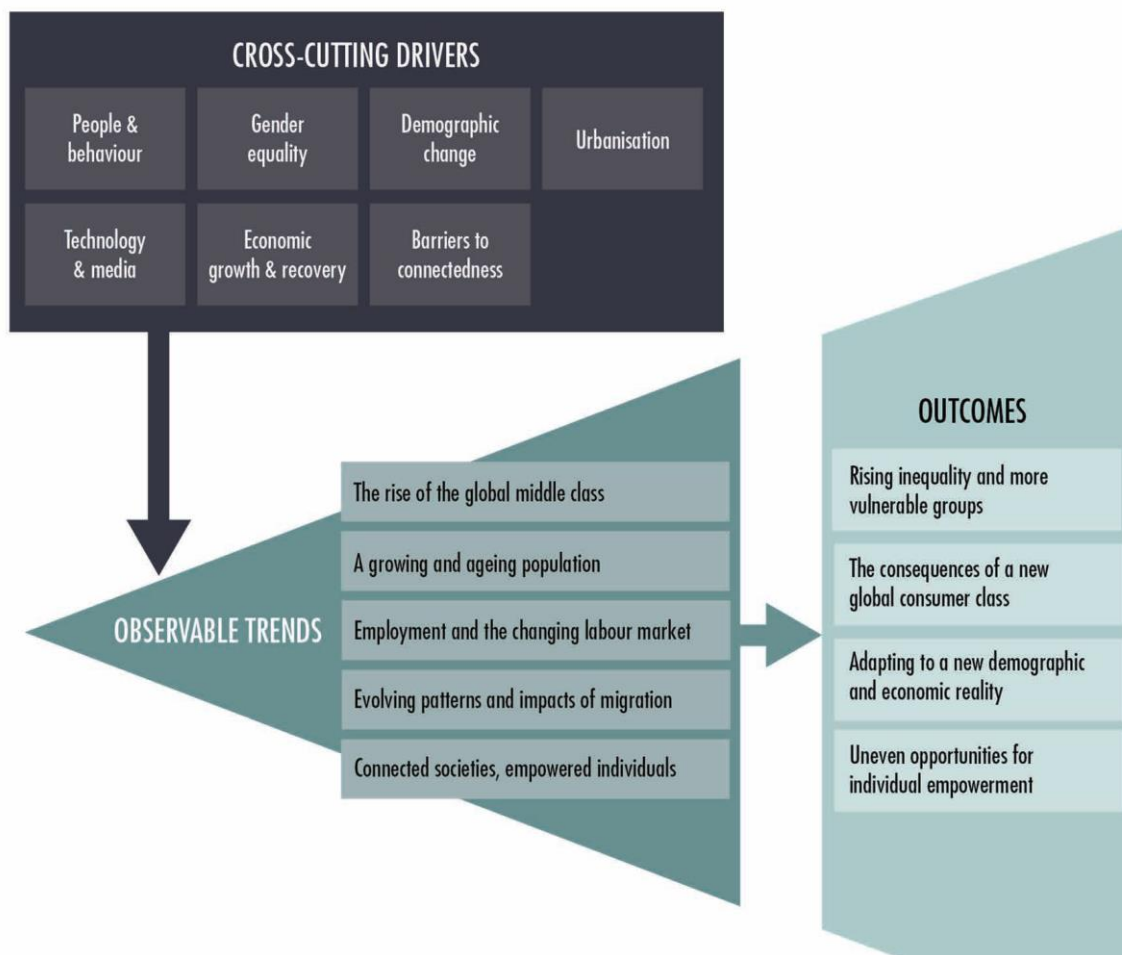 CROSS-CUTTING DRIVERS
People &
behaviour
Gender
equality
Demographic
change
Urbanisation
Technology
& media
Economic
growth & recovery
Barriers to
connectedness
OBSERVABLE TRENDS
The rise of the global middle class
A growing and ageing population
Employment and the changing labour market
Evolving patterns and impacts of migration
Connected societies, empowered individuals
OUTCOMES
Rising inequality and more
vulnerable groups
The consequences of a new
global consumer class
Adapting to a new demographic
and economic reality
Uneven opportunities for
individual empowerment